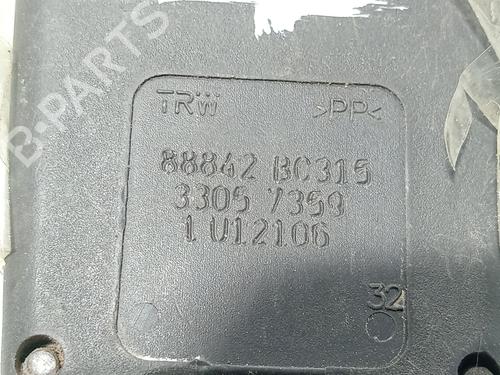 B-PARTS
TRW >PP<
88842 BC315
3305 7359
1 U12106
32